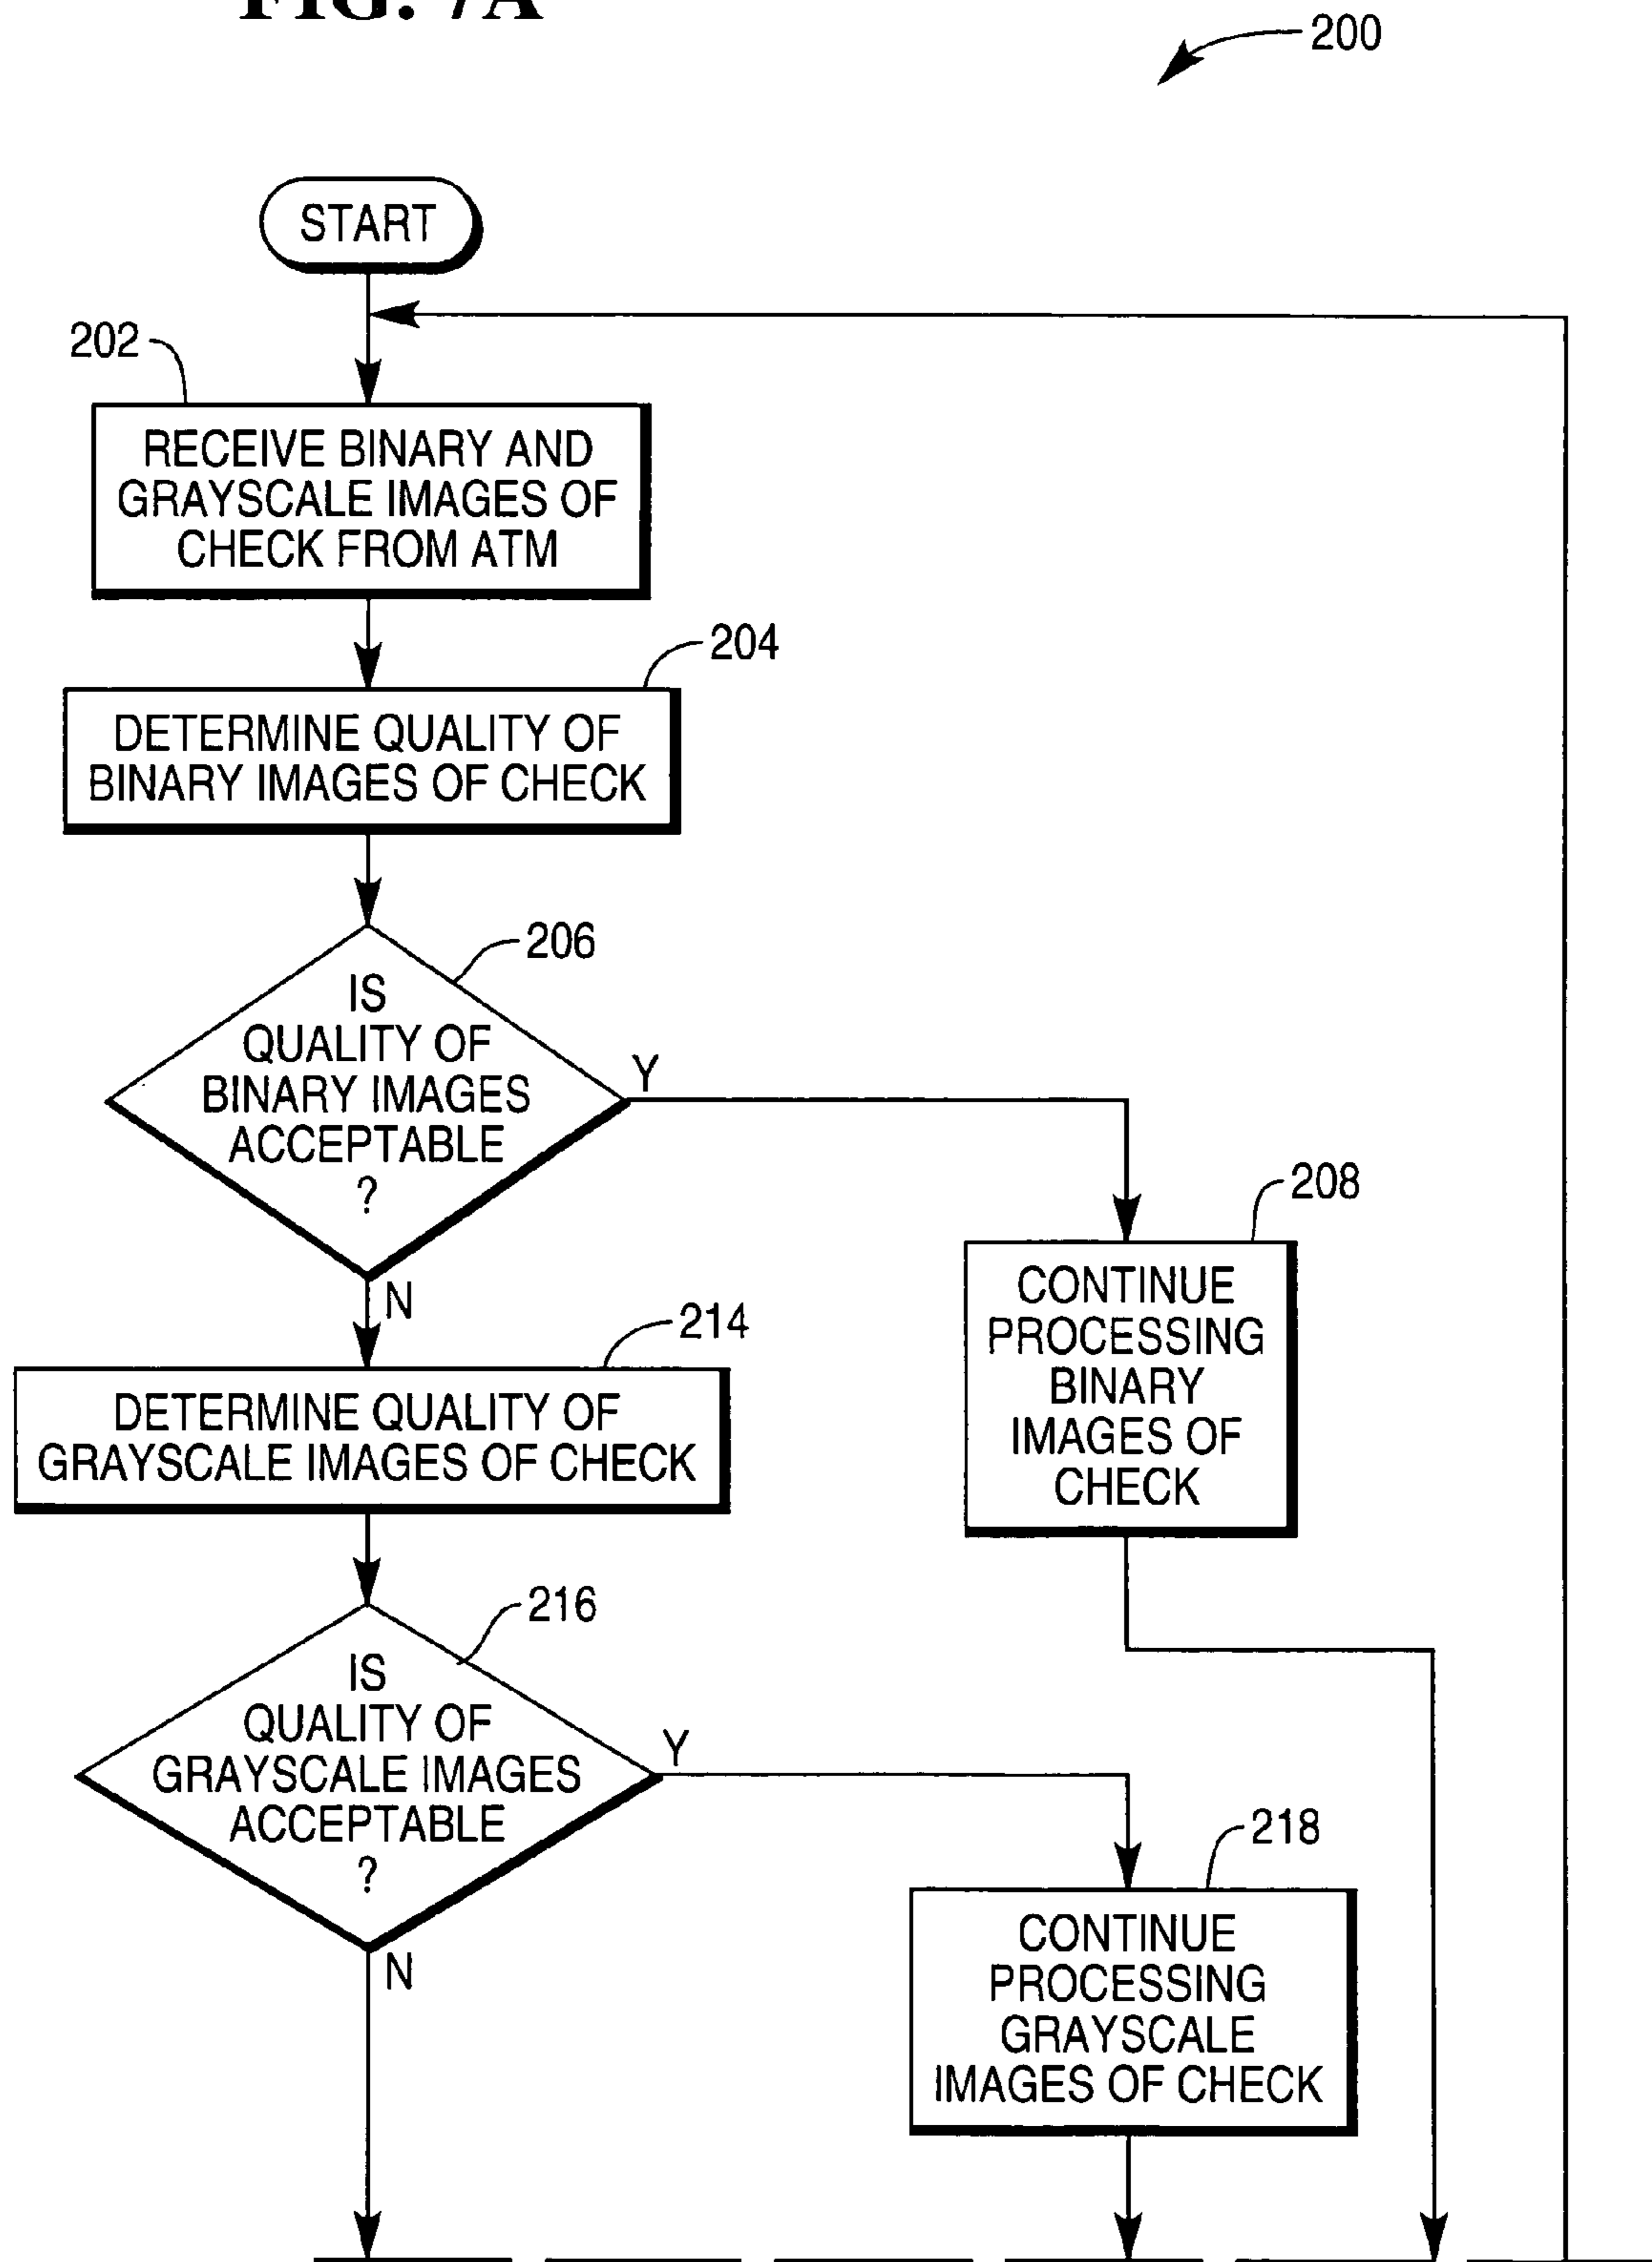 FIG. 7A
200
START
202
RECEIVE BINARY AND
GRAYSCALE IMAGES OF
CHECK FROM ATM
204
DETERMINE QUALITY OF
BINARY IMAGES OF CHECK
206
IS
QUALITY OF
BINARY IMAGES
ACCEPTABLE
?
Y
N
208
CONTINUE
PROCESSING
BINARY
IMAGES OF
CHECK
214
DETERMINE QUALITY OF
GRAYSCALE IMAGES OF CHECK
216
IS
QUALITY OF
GRAYSCALE IMAGES
ACCEPTABLE
?
Y
N
218
CONTINUE
PROCESSING
GRAYSCALE
IMAGES OF CHECK